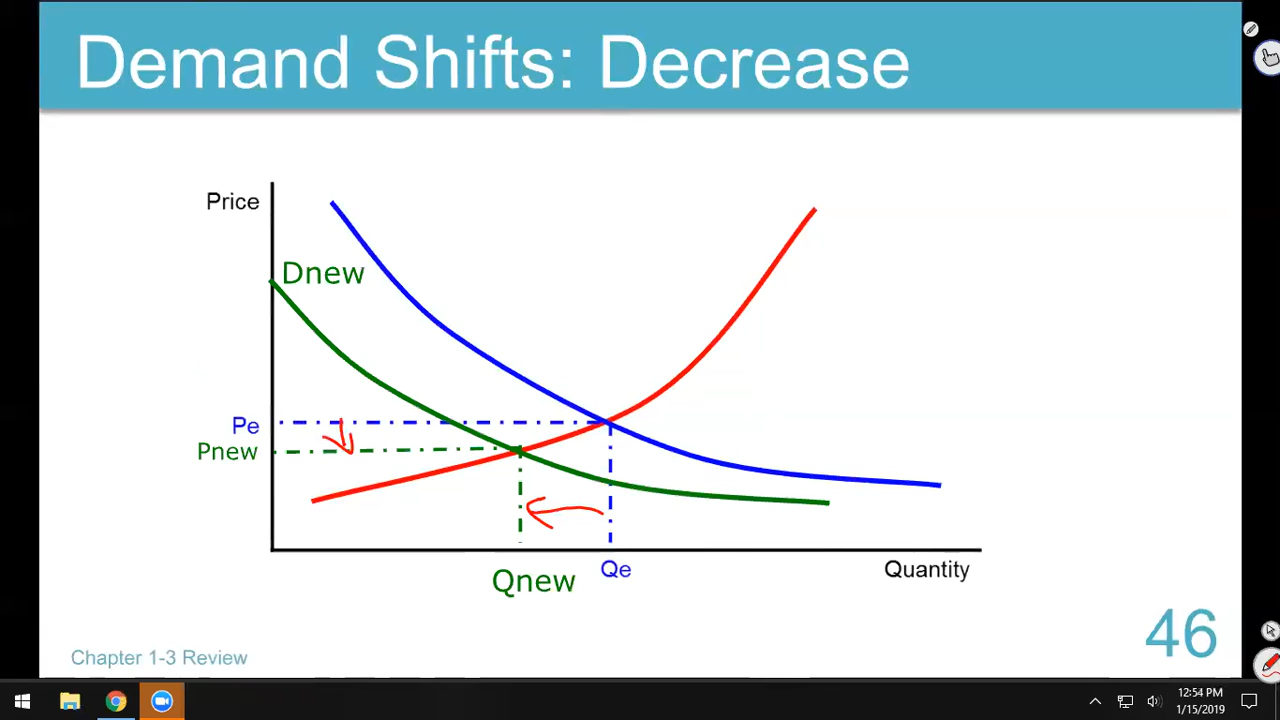 Demand Shifts: Decrease
Price
Dnew
Pe
Pnew
Qnew
Qe
Quantity
46
Chapter 1-3 Review
12:54 PM
1/15/2019